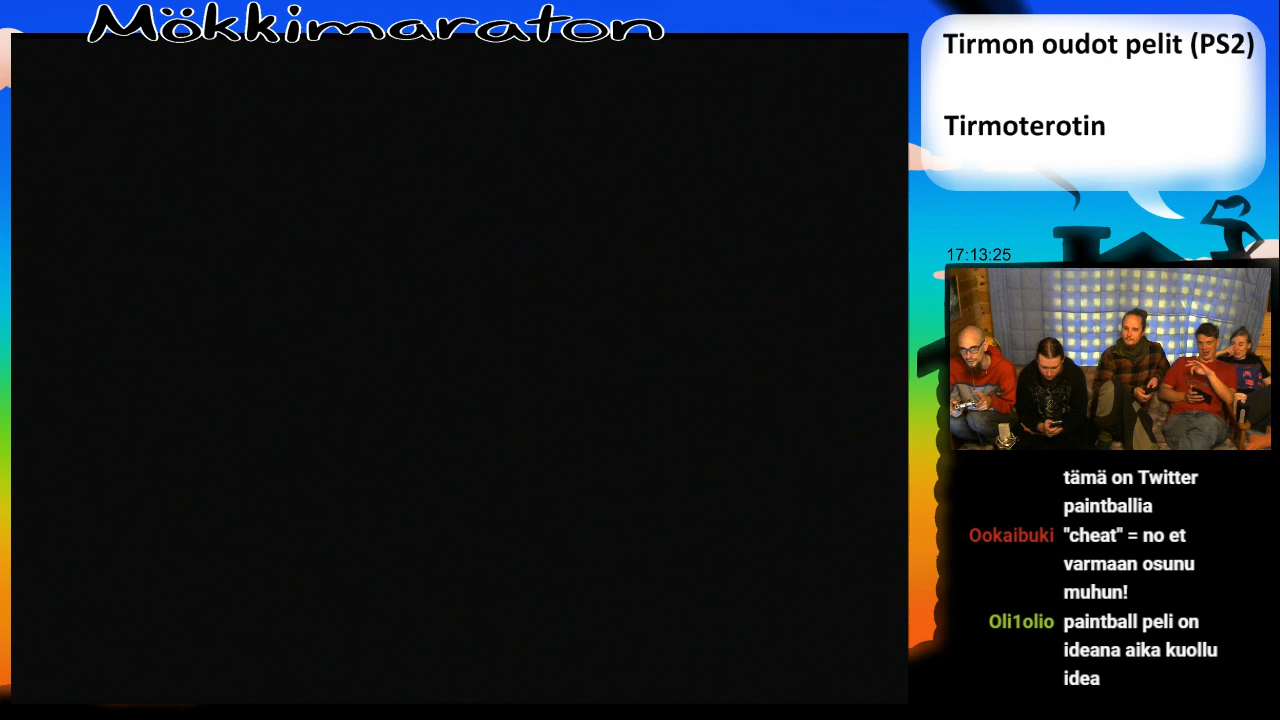 Mökkimaraton
Tirmon oudot pelit (PS2)
Tirmoterotin
17:13:25
tämä on Twitter
paintballia
Ookaibuki "cheat" = no et
varmaan osunu
muhun!
Oli1olio paintball peli on
ideana aika kuollu
idea